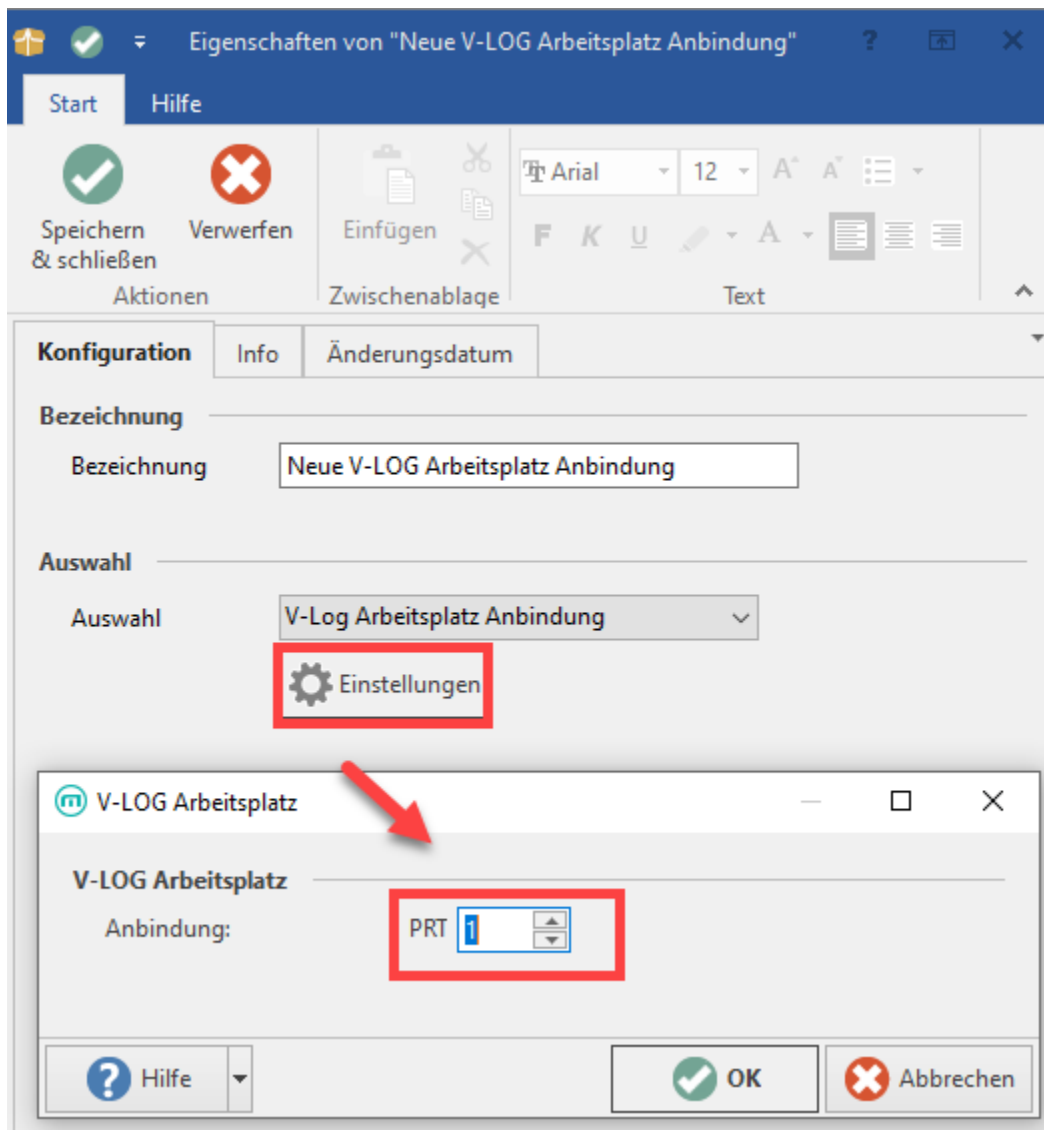 Eigenschaften von "Neue V-LOG Arbeitsplatz Anbindung" ?
Start Hilfe
Speichern & schließen
Verwerfen
Einfügen
Arial 12 A A
F K U A
Aktionen Zwischenablage Text
Konfiguration Info Änderungsdatum
Bezeichnung
Bezeichnung Neue V-LOG Arbeitsplatz Anbindung
Auswahl
Auswahl V-Log Arbeitsplatz Anbindung
Einstellungen
V-LOG Arbeitsplatz
V-LOG Arbeitsplatz
Anbindung: PRT 1
? Hilfe OK Abbrechen